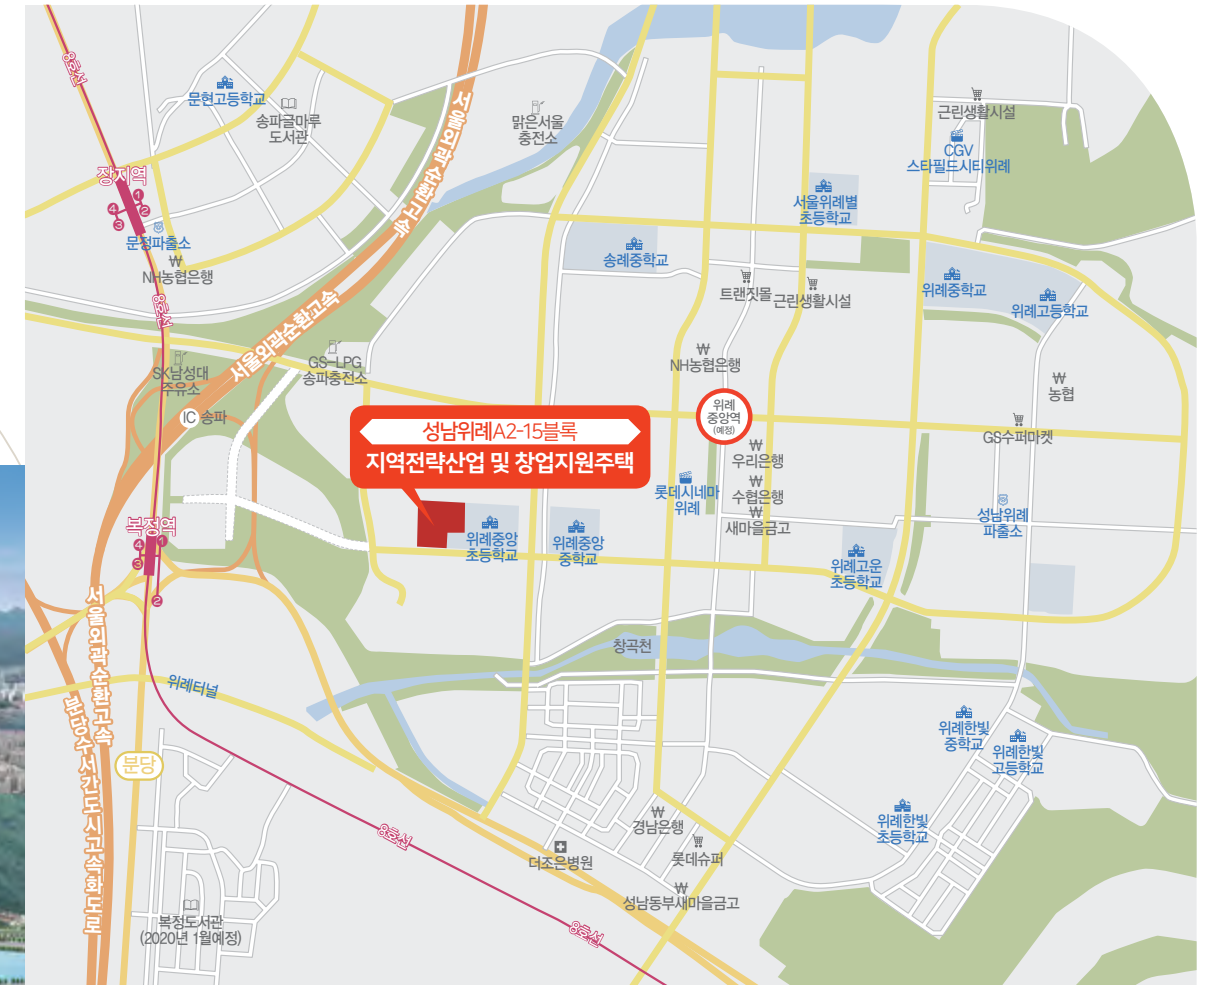 8호선
문현고등학교
송파글마루
도서관
서울외곽순환고속
맑은서울
충전소
근린생활시설
CGV
스타필드시티위례
장지역
1
2
3
4
문정파출소
NH농협은행
서울위례별
초등학교
송례중학교
트랜짓몰
근린생활시설
위례중학교
위례고등학교
8호선
서울외곽순환고속
SK남성대
주유소
GS-LPG
송파충전소
IC 송파
NH농협은행
농협
위례
중앙역
(예정)
GS수퍼마켓
성남위례A2-15블록
지역전략산업 및 창업지원주택
우리은행
롯데시네마
위례
수협은행
새마을금고
성남위례
파출소
복정역
4
1
3
2
위례중앙
초등학교
위례중앙
중학교
위례고운
초등학교
서울외곽순환고속
분당수서간도시고속화도로
창곡천
위례터널
분당
위례한빛
중학교
위례한빛
고등학교
위례한빛
초등학교
8호선
경남은행
롯데슈퍼
더조은병원
성남동부새마을금고
복정도서관
(2020년 1월예정)
8호선